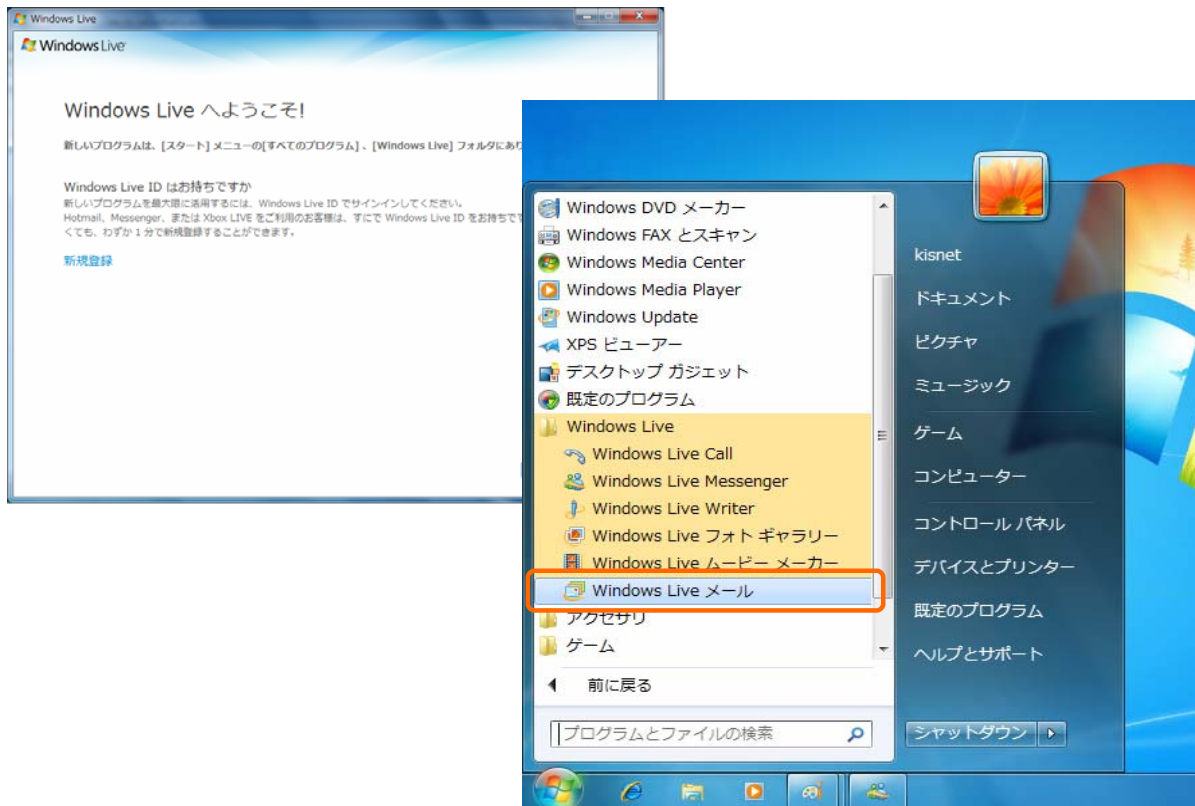 Windows Live
Windows Live
Windows Live へようこそ!
新しいプログラムは、[スタート] メニューの[すべてのプログラム] 、[Windows Live] フォルダにあり
Windows Live ID はお持ちですか
新しいプログラムを最大限に活用するには、Windows Live ID でサインインしてください。
Hotmail、Messenger、または Xbox LIVE をご利用のお客様は、すでに Windows Live ID をお持ちです
くても、わずか 1 分で新規登録することができます。
新規登録
Windows DVD メーカー
Windows FAX とスキャン
Windows Media Center
Windows Media Player
Windows Update
XPS ビューアー
デスクトップ ガジェット
既定のプログラム
Windows Live
Windows Live Call
Windows Live Messenger
Windows Live Writer
Windows Live フォト ギャラリー
Windows Live ムービー メーカー
Windows Live メール
アクセサリ
ゲーム
前に戻る
プログラムとファイルの検索
kisnet
ドキュメント
ピクチャ
ミュージック
ゲーム
コンピューター
コントロール パネル
デバイスとプリンター
既定のプログラム
ヘルプとサポート
シャットダウン